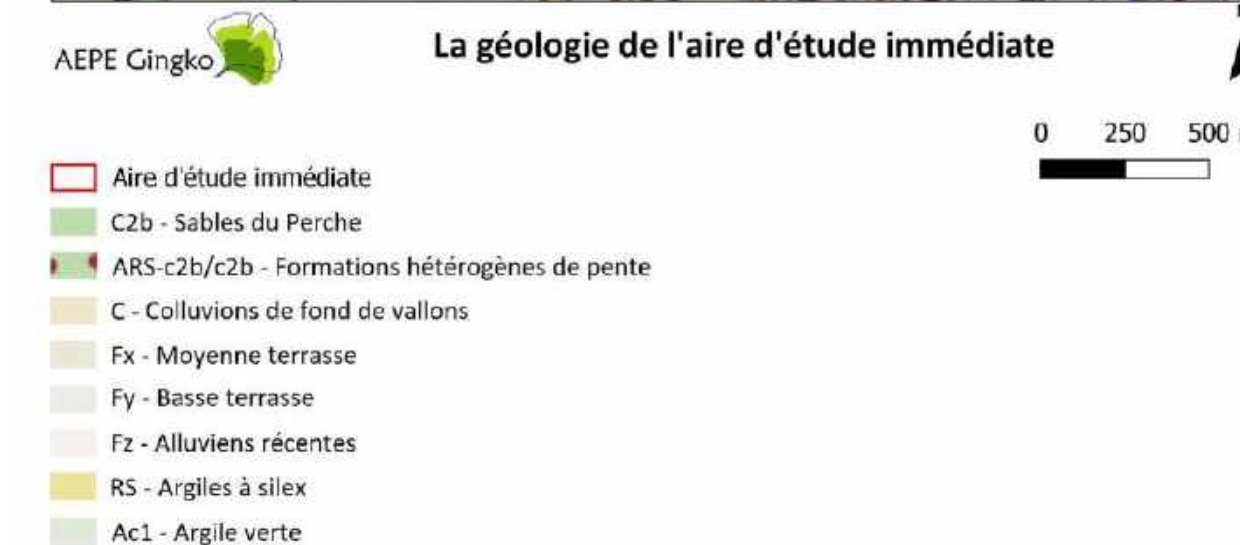 AEPE Gingko
La géologie de l'aire d'étude immédiate
0 250 500
Aire d'étude immédiate
C2b - Sables du Perche
ARS-c2b/c2b - Formations hétérogènes de pente
C - Colluvions de fond de vallons
Fx - Moyenne terrasse
Fy - Basse terrasse
Fz - Alluviens récentes
RS - Argiles à silex
Ac1 - Argile verte